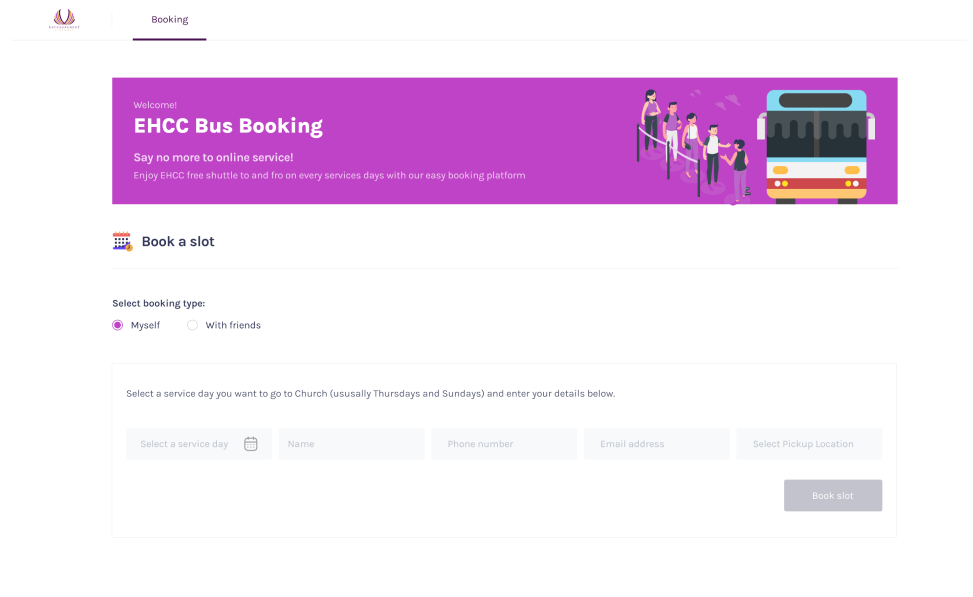 Booking
Welcome!
EHCC Bus Booking
Say no more to online service!
Enjoy EHCC free shuttle to and fro on every services days with our easy booking platform
Book a slot
Select booking type:
Myself With friends
Select a service day you want to go to Church (ususally Thursdays and Sundays) and enter your details below.
Select a service day Name Phone number Email address Select Pickup Location
Book slot